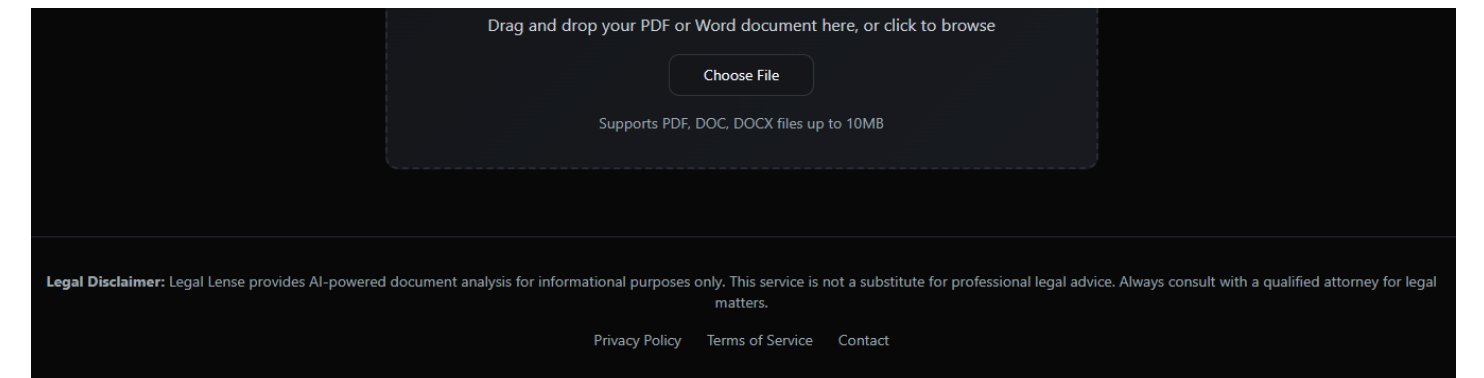 Drag and drop your PDF or Word document here, or click to browse
Choose File
Supports PDF, DOC, DOCX files up to 10MB
Legal Disclaimer: Legal Lense provides AI-powered document analysis for informational purposes only. This service is not a substitute for professional legal advice. Always consult with a qualified attorney for legal
matters.
Privacy Policy Terms of Service Contact